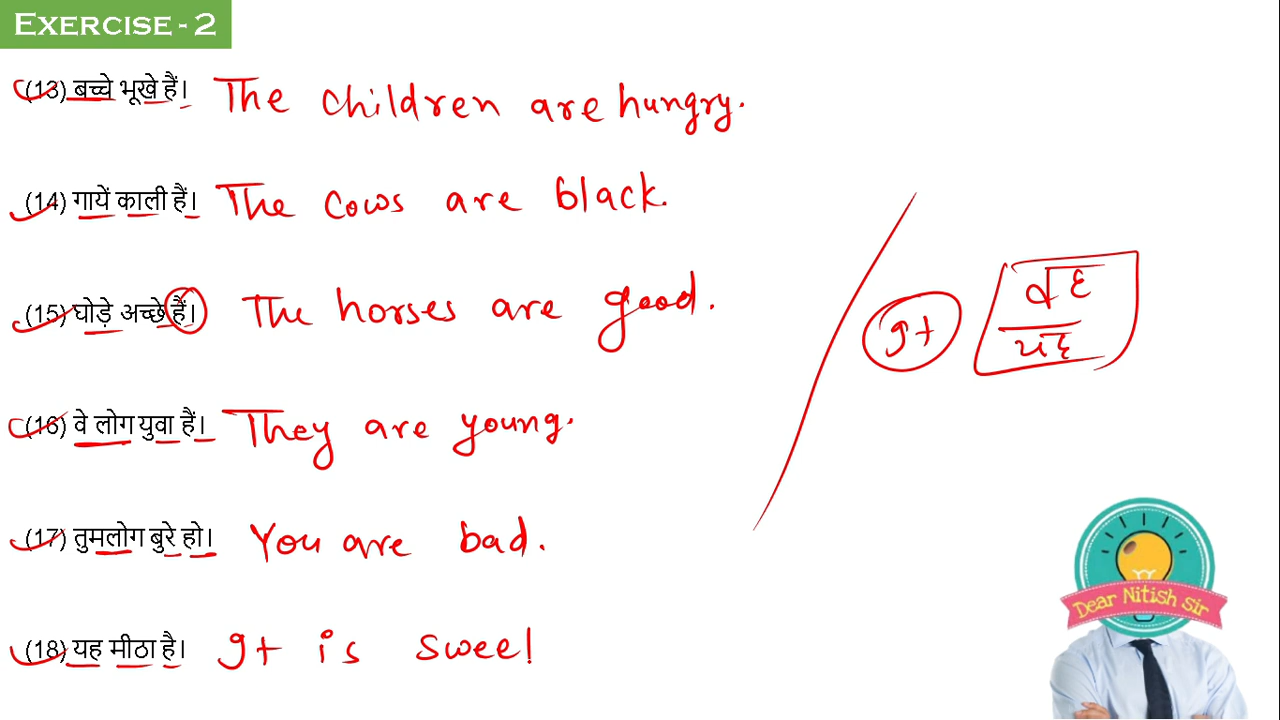 EXERCISE - 2
(13) बच्चे भूखे हैं। The children are hungry.
(14) गायें काली हैं। The cows are black.
(15) घोड़े अच्छे हैं। The horses are good.
It वह
यह
(16) वे लोग युवा हैं। They are young.
(17) तुमलोग बुरे हो। You are bad.
(18) यह मीठा है। It is sweet
Dear Nitish Sir